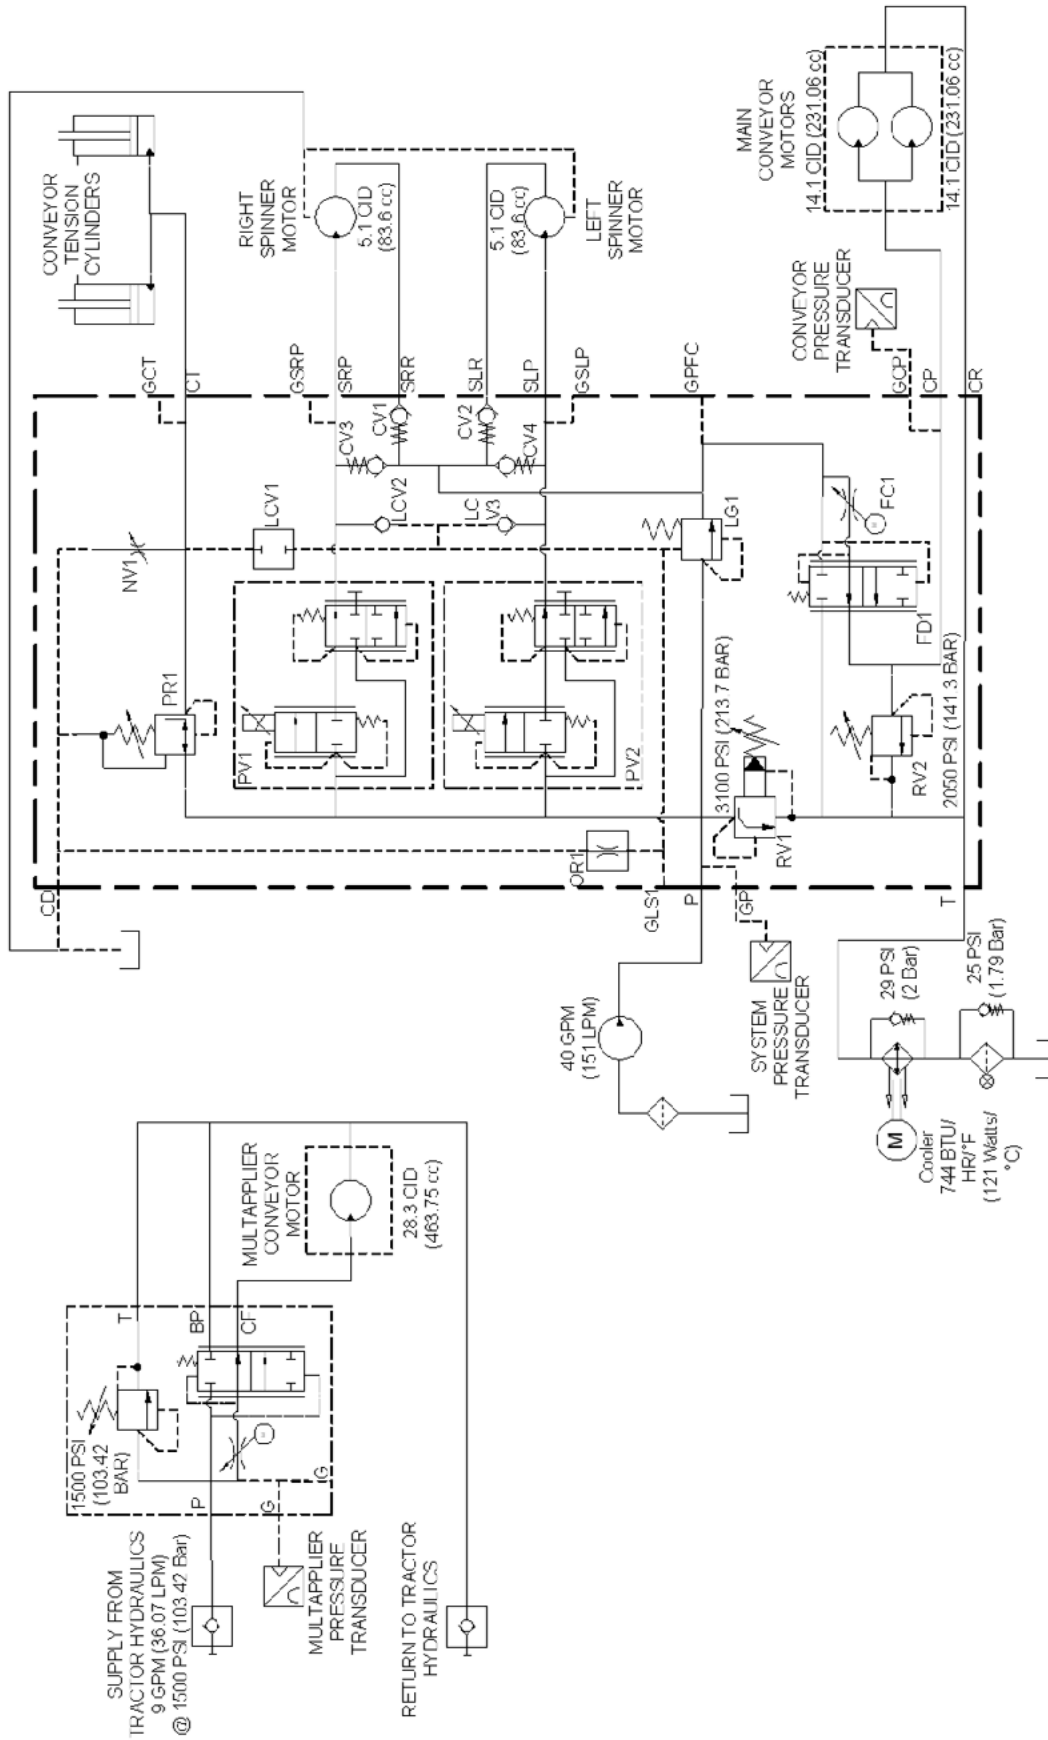 CONVEYOR
TENSION
CYLINDERS
RIGHT
SPINNER
MOTOR
5.1 CID
(83.6 cc)
5.1 CID
(83.6 cc)
LEFT
SPINNER
MOTOR
MAIN
CONVEYOR
MOTORS
14.1 CID (231.06 cc)
14.1 CID (231.06 cc)
CONVEYOR
PRESSURE
TRANSDUCER
GCT
CT
GSRP
SRP
SRR
SLR
SLP
GSLP
GPFC
GCP
CP
CR
CV3
CV1
CV2
CV4
LCV1
LCV2
LC
V3
NV1
LG1
FC1
FD1
PR1
PV1
PV2
3100 PSI (213.7 BAR)
RV1
RV2
2050 PSI (141.3 BAR)
OR1
CD
GLS1
P
GP
T
40 GPM
(151 LPM)
SYSTEM
PRESSURE
TRANSDUCER
29 PSI
(2 Bar)
25 PSI
(1.79 Bar)
M
Cooler
744 BTU/
HR/°F
(121 Watts/
°C)
MULTAPPLIER
CONVEYOR
MOTOR
28.3 CID
(463.75 cc)
T
BP
CF
1500 PSI
(103.42
BAR)
P
G
G
SUPPLY FROM
TRACTOR HYDRAULICS
9 GPM (36.07 LPM)
@ 1500 PSI (103.42 Bar)
MULTAPPLIER
PRESSURE
TRANSDUCER
RETURN TO TRACTOR
HYDRAULICS